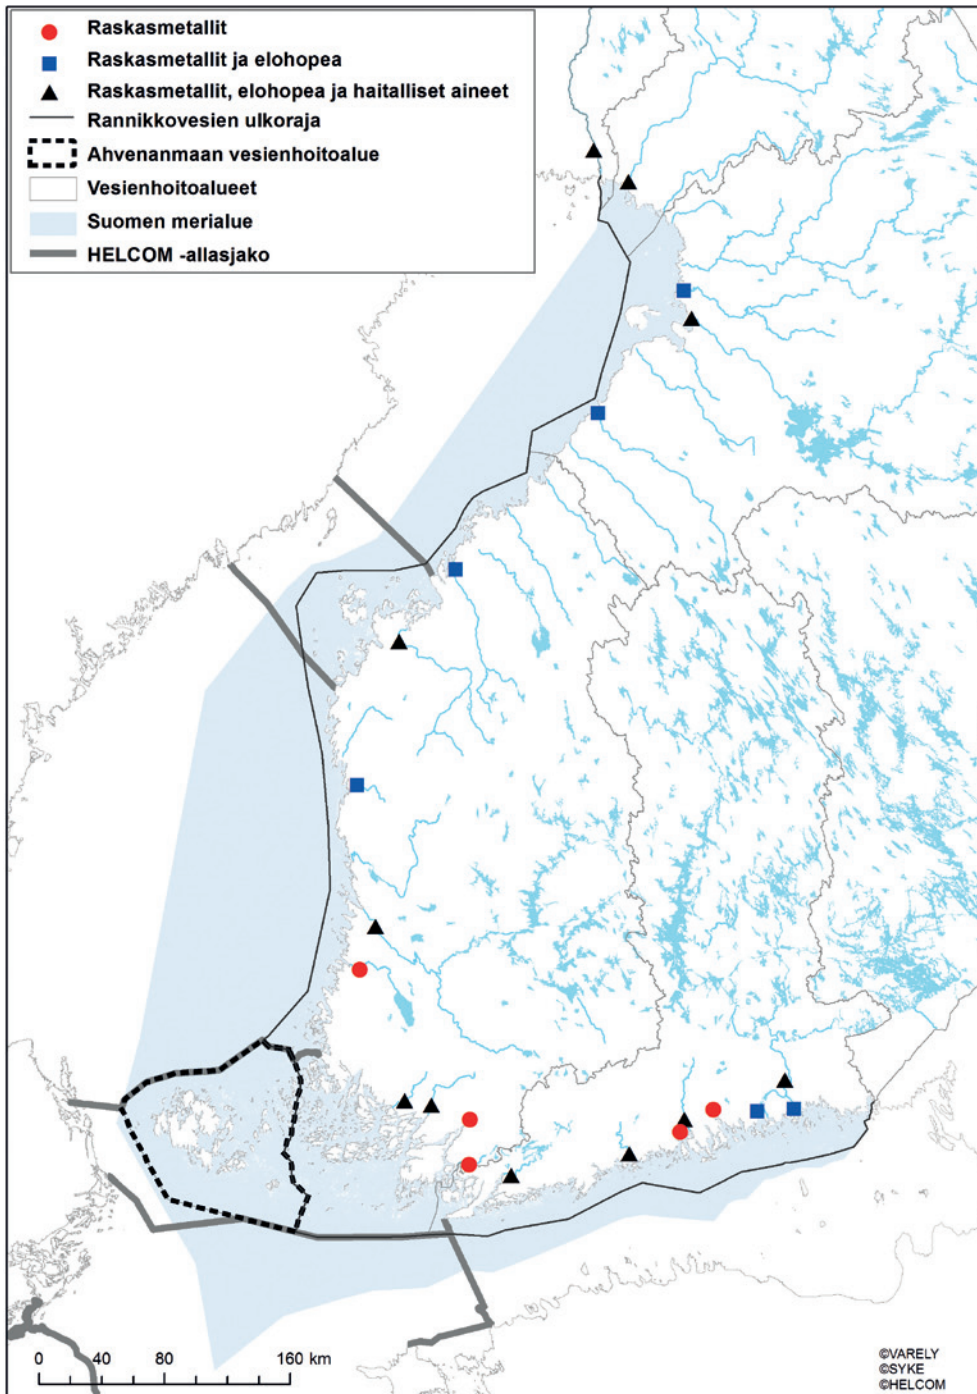 Raskasmetallit
Raskasmetallit ja elohopea
Raskasmetallit, elohopea ja haitalliset aineet
Rannikkovesien ulkoraja
Ahvenanmaan vesienhoitoalue
Vesienhoitoalueet
Suomen merialue
HELCOM -allasjako
0 40 80 160 km
©VARELY
©SYKE
©HELCOM